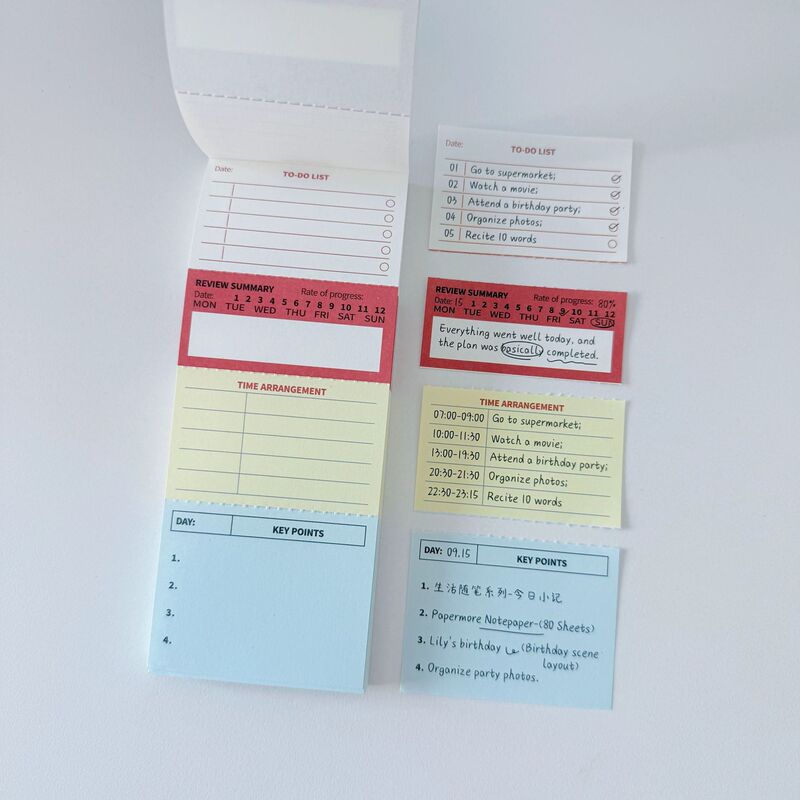 Date:
TO-DO LIST
REVIEW SUMMARY
Rate of progress:
Date: 1 2 3 4 5 6 7 8 9 10 11 12
MON TUE WED THU FRI SAT SUN
TIME ARRANGEMENT
DAY:
KEY POINTS
1.
2.
3.
4.
Date:
TO-DO LIST
01 Go to supermarket;
02 Watch a movie;
03 Attend a birthday party;
04 Organize photos;
05 Recite 10 words
REVIEW SUMMARY
Rate of progress: 80%
Date: 15 1 2 3 4 5 6 7 8 9 10 11 12
MON TUE WED THU FRI SAT SUN
Everything went well today, and
the plan was basically completed.
TIME ARRANGEMENT
07:00-09:00 Go to supermarket;
10:00-11:30 Watch a movie;
13:00-19:30 Attend a birthday party;
20:30-21:30 Organize photos;
22:30-23:15 Recite 10 words
DAY: 09.15
KEY POINTS
1. 生活随笔系列-今日小记
2. Papermore Notepaper-(80 Sheets)
3. Lily's birthday (Birthday scene
layout)
4. Organize party photos.